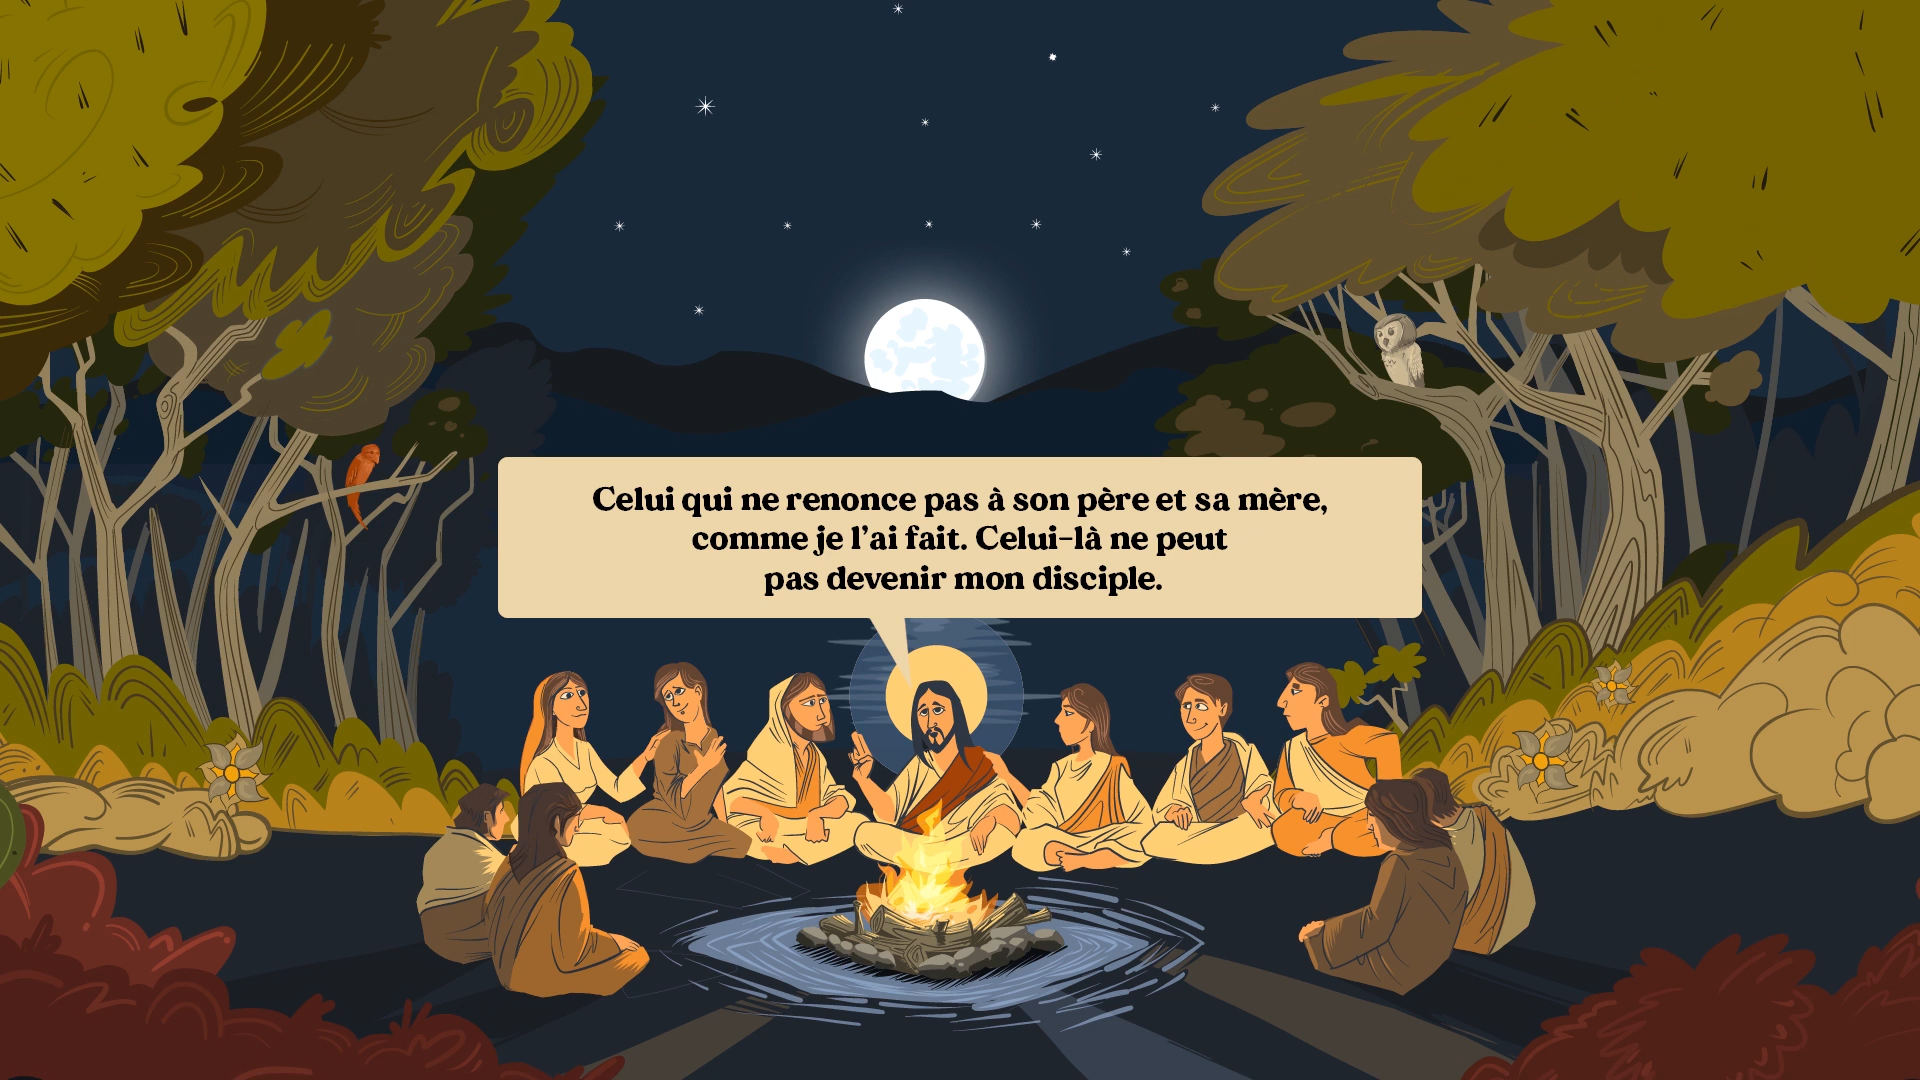 Celui qui ne renonce pas à son père et sa mère,
comme je l’ai fait. Celui-là ne peut
pas devenir mon disciple.